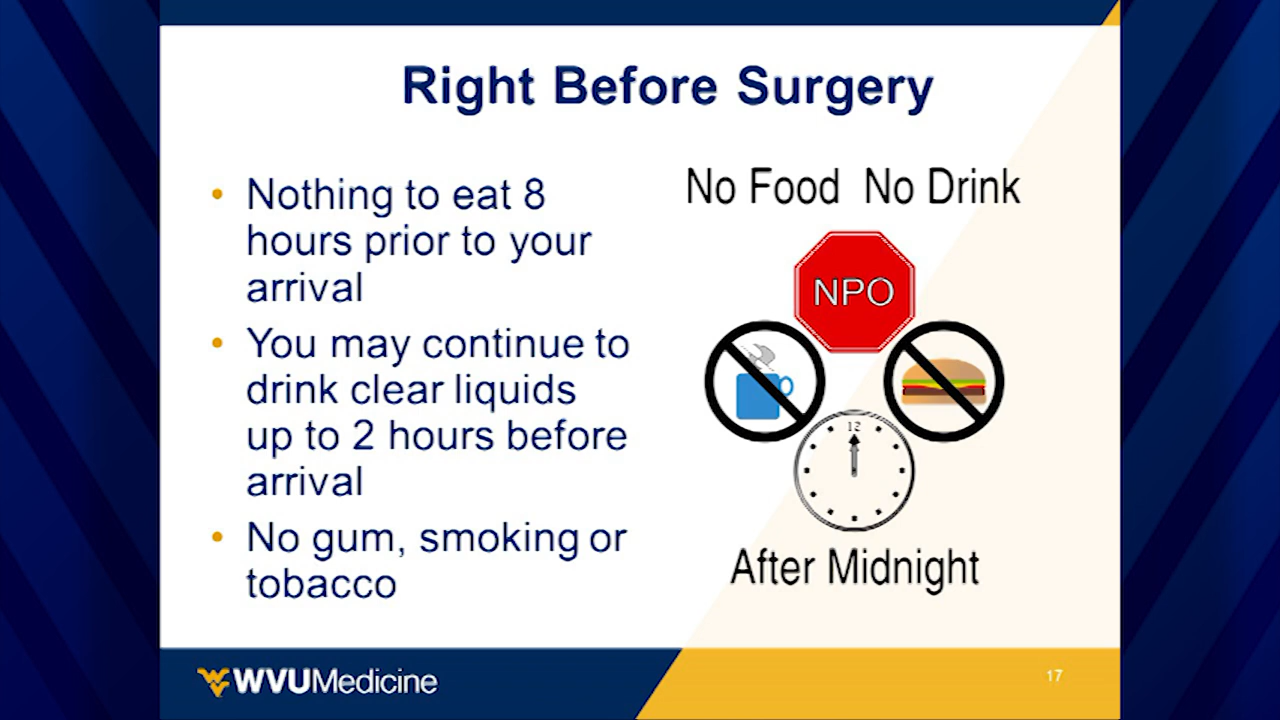 Right Before Surgery
• Nothing to eat 8
hours prior to your
arrival
• You may continue to
drink clear liquids
up to 2 hours before
arrival
• No gum, smoking or
tobacco
No Food  No Drink
NPO
12
After Midnight
WVUMedicine
17